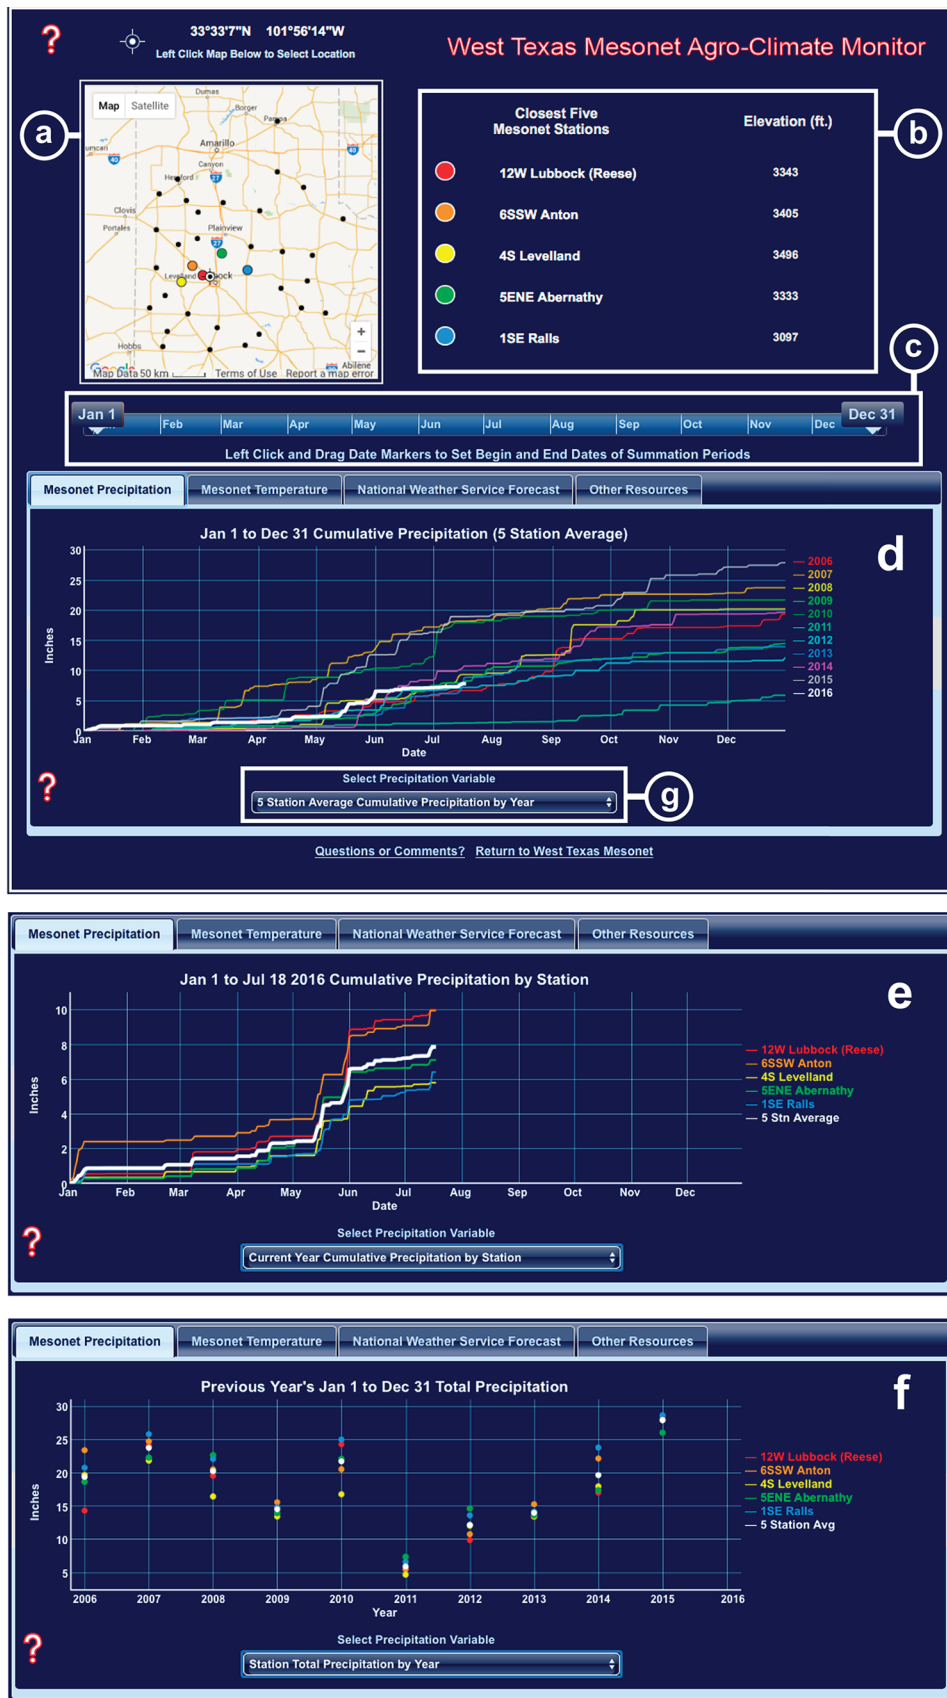 33°33'7"N 101°56'14"W
Left Click Map Below to Select Location
West Texas Mesonet Agro-Climate Monitor
?
a
Map Satellite
Dumas
Borger
Pampa
Amarillo
40
40
Canyon
Hereford
27
Clovis
Portales
Plainview
27
Levelland
Hobbs
Abilene
+
−
Map Data 50 km Terms of Use Report a map error
b
Closest Five
Mesonet Stations
Elevation (ft.)
12W Lubbock (Reese) 3343
6SSW Anton 3405
4S Levelland 3496
5ENE Abernathy 3333
1SE Ralls 3097
c
Jan 1 Dec 31
Feb Mar Apr May Jun Jul Aug Sep Oct Nov Dec
Left Click and Drag Date Markers to Set Begin and End Dates of Summation Periods
Mesonet Precipitation Mesonet Temperature National Weather Service Forecast Other Resources
Jan 1 to Dec 31 Cumulative Precipitation (5 Station Average)
d
Inches
30
25
20
15
10
5
0
Jan Feb Mar Apr May Jun Jul Aug Sep Oct Nov Dec
Date
2006
2007
2008
2009
2010
2011
2012
2013
2014
2015
2016
Select Precipitation Variable
?
5 Station Average Cumulative Precipitation by Year
g
Questions or Comments? Return to West Texas Mesonet
Mesonet Precipitation Mesonet Temperature National Weather Service Forecast Other Resources
Jan 1 to Jul 18 2016 Cumulative Precipitation by Station
e
Inches
10
8
6
4
2
0
Jan Feb Mar Apr May Jun Jul Aug Sep Oct Nov Dec
Date
12W Lubbock (Reese)
6SSW Anton
4S Levelland
5ENE Abernathy
1SE Ralls
5 Stn Average
Select Precipitation Variable
?
Current Year Cumulative Precipitation by Station
Mesonet Precipitation Mesonet Temperature National Weather Service Forecast Other Resources
Previous Year's Jan 1 to Dec 31 Total Precipitation
f
Inches
30
25
20
15
10
5
2006 2007 2008 2009 2010 2011 2012 2013 2014 2015 2016
Year
12W Lubbock (Reese)
6SSW Anton
4S Levelland
5ENE Abernathy
1SE Ralls
5 Station Avg
Select Precipitation Variable
?
Station Total Precipitation by Year